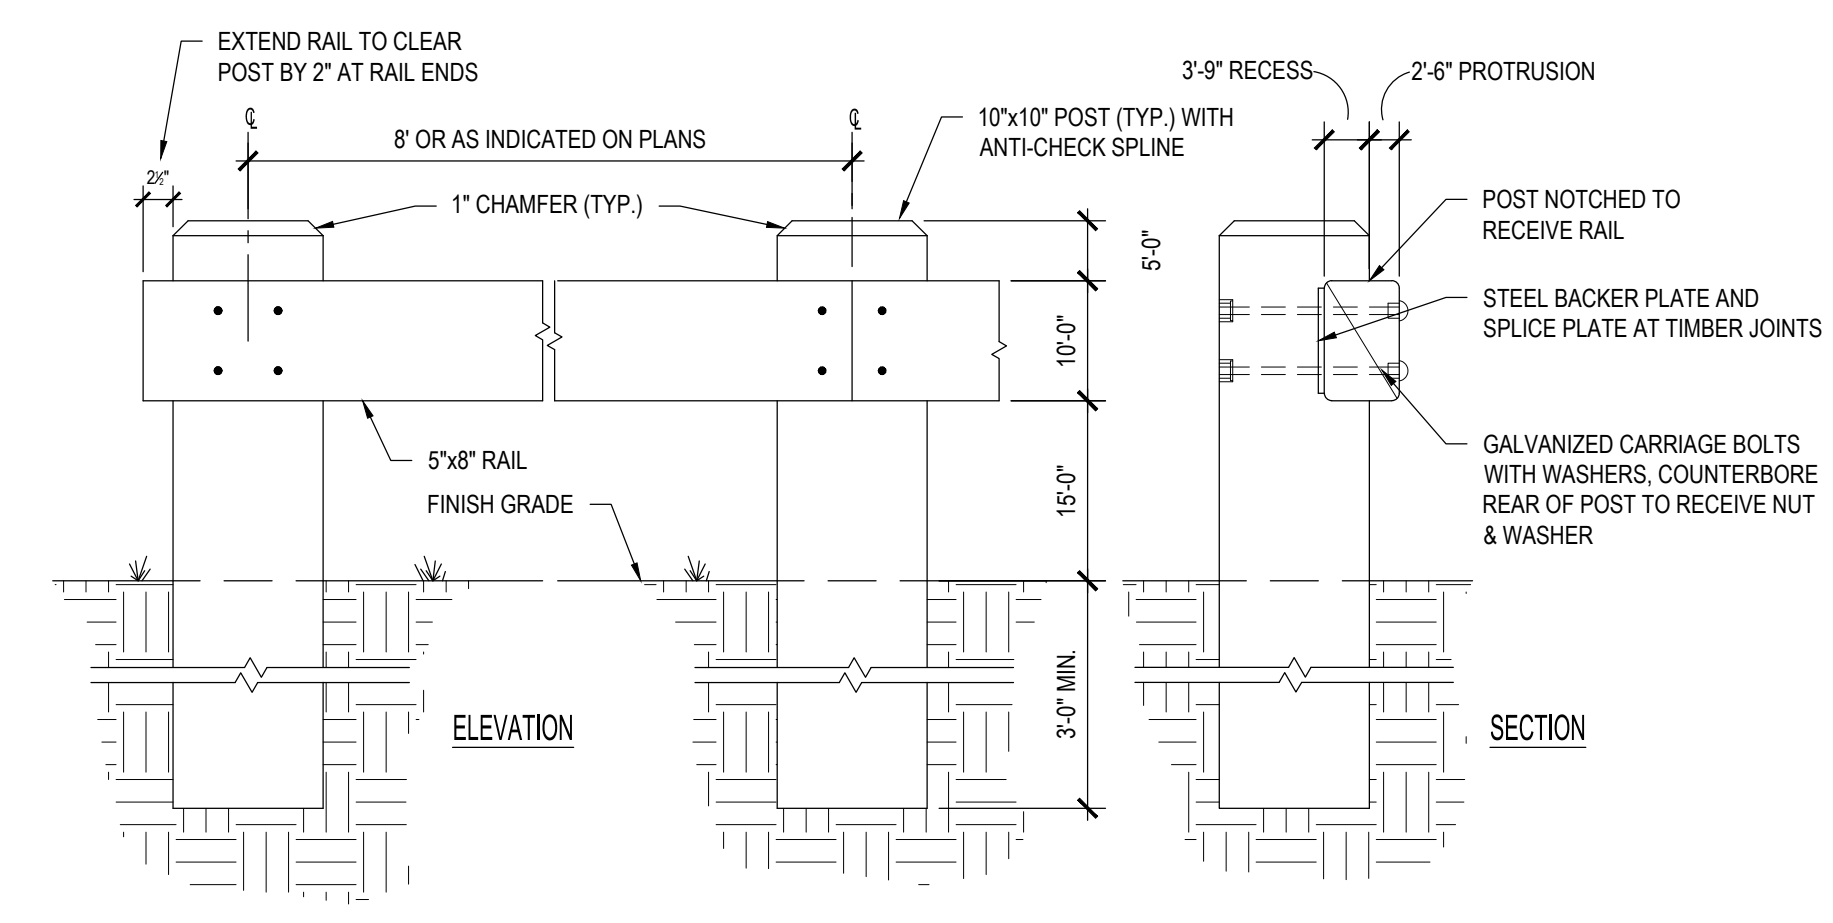 EXTEND RAIL TO CLEAR
POST BY 2" AT RAIL ENDS
3'-9" RECESS
2'-6" PROTRUSION
℄
℄
8' OR AS INDICATED ON PLANS
10"x10" POST (TYP.) WITH
ANTI-CHECK SPLINE
2½"
1" CHAMFER (TYP.)
POST NOTCHED TO
RECEIVE RAIL
5'-0"
STEEL BACKER PLATE AND
SPLICE PLATE AT TIMBER JOINTS
10'-0"
5"x8" RAIL
GALVANIZED CARRIAGE BOLTS
WITH WASHERS, COUNTERBORE
REAR OF POST TO RECEIVE NUT
& WASHER
FINISH GRADE
15'-0"
3'-0" MIN.
ELEVATION
SECTION